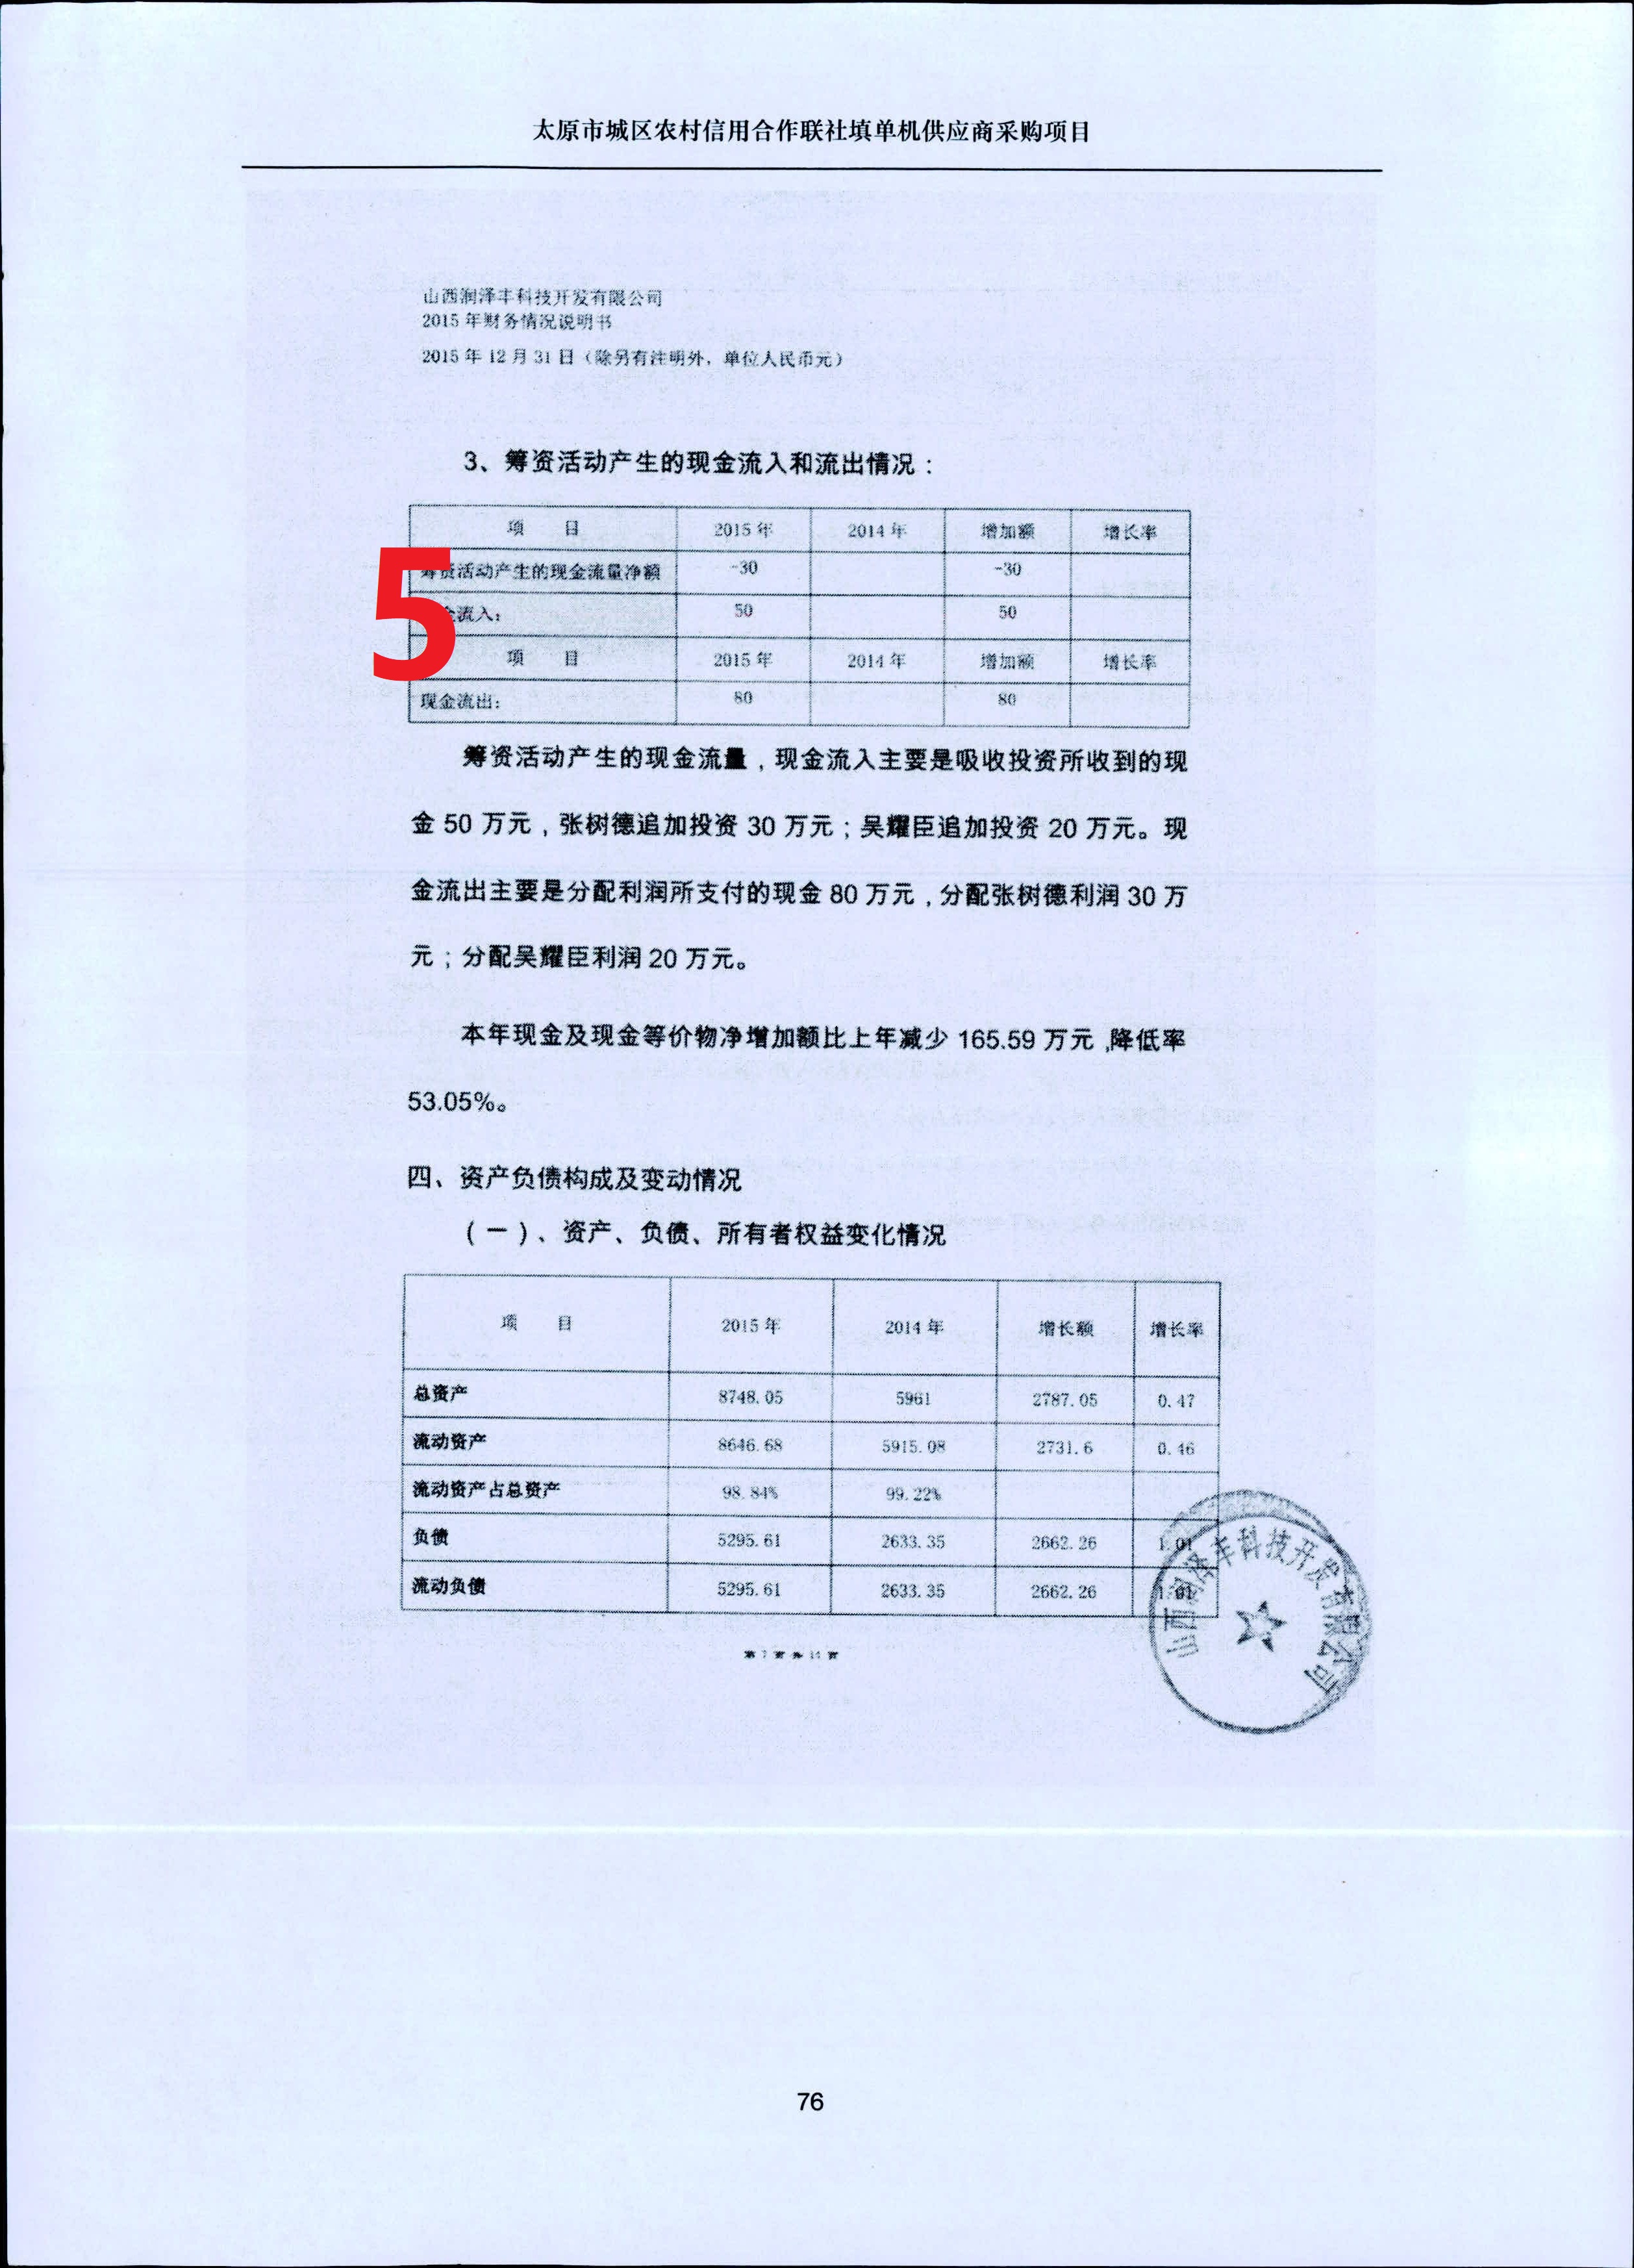 太原市城区农村信用合作联社填单机供应商采购项目
山西润泽丰科技开发有限公司
2015 年财务情况说明书
2015 年 12 月 31 日（除另有注明外，单位人民币元）
3、筹资活动产生的现金流入和流出情况：
项 目 2015 年 2014 年 增加额 增长率
筹资活动产生的现金流量净额 -30 -30
5
金流入： 50 50
项 目 2015 年 2014 年 增加额 增长率
现金流出： 80 80
筹资活动产生的现金流量，现金流入主要是吸收投资所收到的现
金 50 万元，张树德追加投资 30 万元；吴耀臣追加投资 20 万元。现
金流出主要是分配利润所支付的现金 80 万元，分配张树德利润 30 万
元；分配吴耀臣利润 20 万元。
本年现金及现金等价物净增加额比上年减少 165.59 万元，降低率
53.05%。
四、资产负债构成及变动情况
（一）、资产、负债、所有者权益变化情况
项 目 2015 年 2014 年 增长额 增长率
总资产 8748.05 5961 2787.05 0.47
流动资产 8646.68 5915.08 2731.6 0.46
流动资产占总资产 98.84% 99.22%
负债 5295.61 2633.35 2662.26 1.01
流动负债 5295.61 2633.35 2662.26 1.01
山西润泽丰科技开发有限公司
第 7 页 共 14 页
76